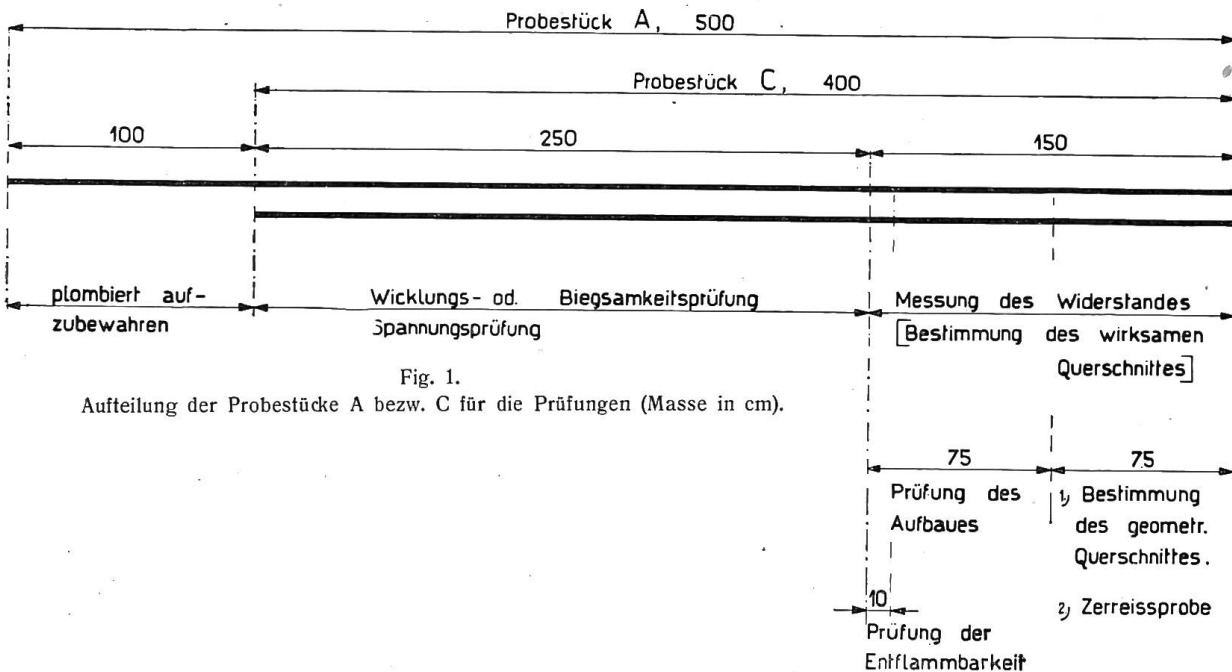 Probestück A, 500
Probestück C, 400
100
250
150
plombiert auf-
zubewahren
Wicklungs- od. Biegsamkeitsprüfung
Spannungsprüfung
Messung des Widerstandes
[Bestimmung des wirksamen
Querschnittes]
Fig. 1.
Aufteilung der Probestücke A bezw. C für die Prüfungen (Masse in cm).
75
Prüfung des
Aufbaues
75
1) Bestimmung
des geometr.
Querschnittes.
2) Zerreissprobe
10
Prüfung der
Entflammbarkeit